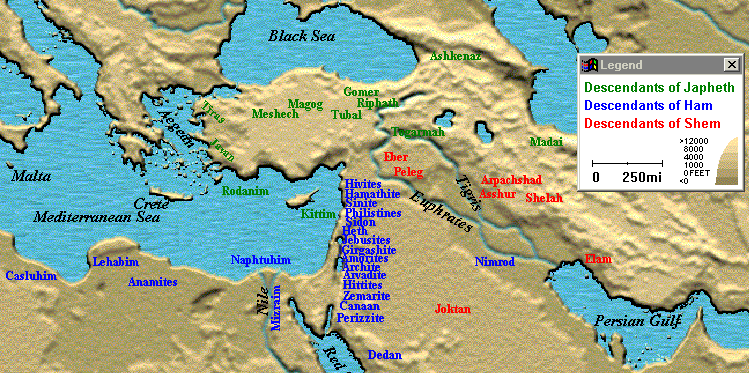 Black Sea
Ashkenaz
Legend
Descendants of Japheth
Descendants of Ham
Descendants of Shem
×12000
8000
4000
1000
0 FEET
<0
0 250mi
Gomer
Magog
Riphath
Tiras
Meshech
Tubal
Aegean
Javan
Togarmah
Madai
Eber
Peleg
Malta
Rodanim
Crete
Mediterranean Sea
Kittim
Tigris
Euphrates
Arpachshad
Asshur
Shelah
Hivites
Hamathite
Sinite
Philistines
Sidon
Heth
Jebusites
Girgashite
Amorites
Archite
Arvadite
Hittites
Zemarite
Canaan
Perizzite
Casluhim
Lehabim
Anamites
Naphtuhim
Nimrod
Elam
Nile
Mizraim
Joktan
Persian Gulf
Red
Dedan